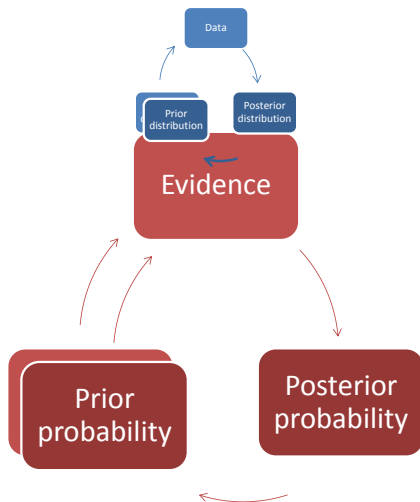 Data
Prior
distribution
Posterior
distribution
Evidence
Prior
probability
Posterior
probability